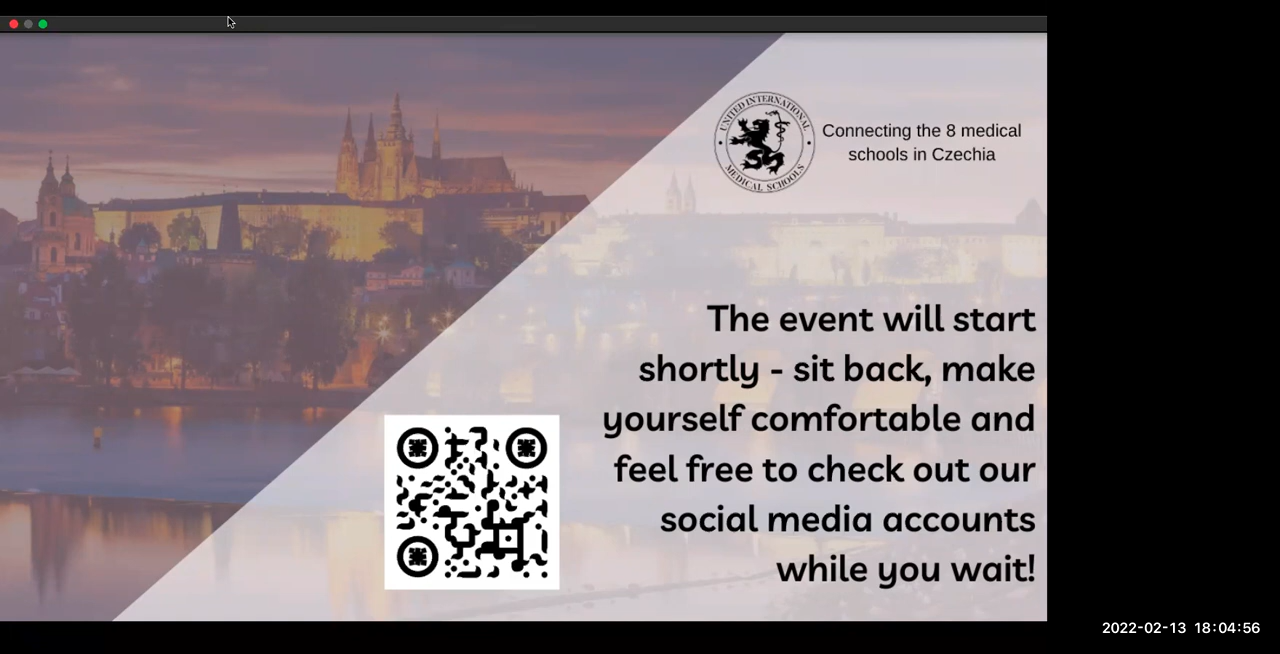 UNITED INTERNATIONAL
MEDICAL SCHOOLS
Connecting the 8 medical
schools in Czechia
The event will start
shortly - sit back, make
yourself comfortable and
feel free to check out our
social media accounts
while you wait!
2022-02-13 18:04:56